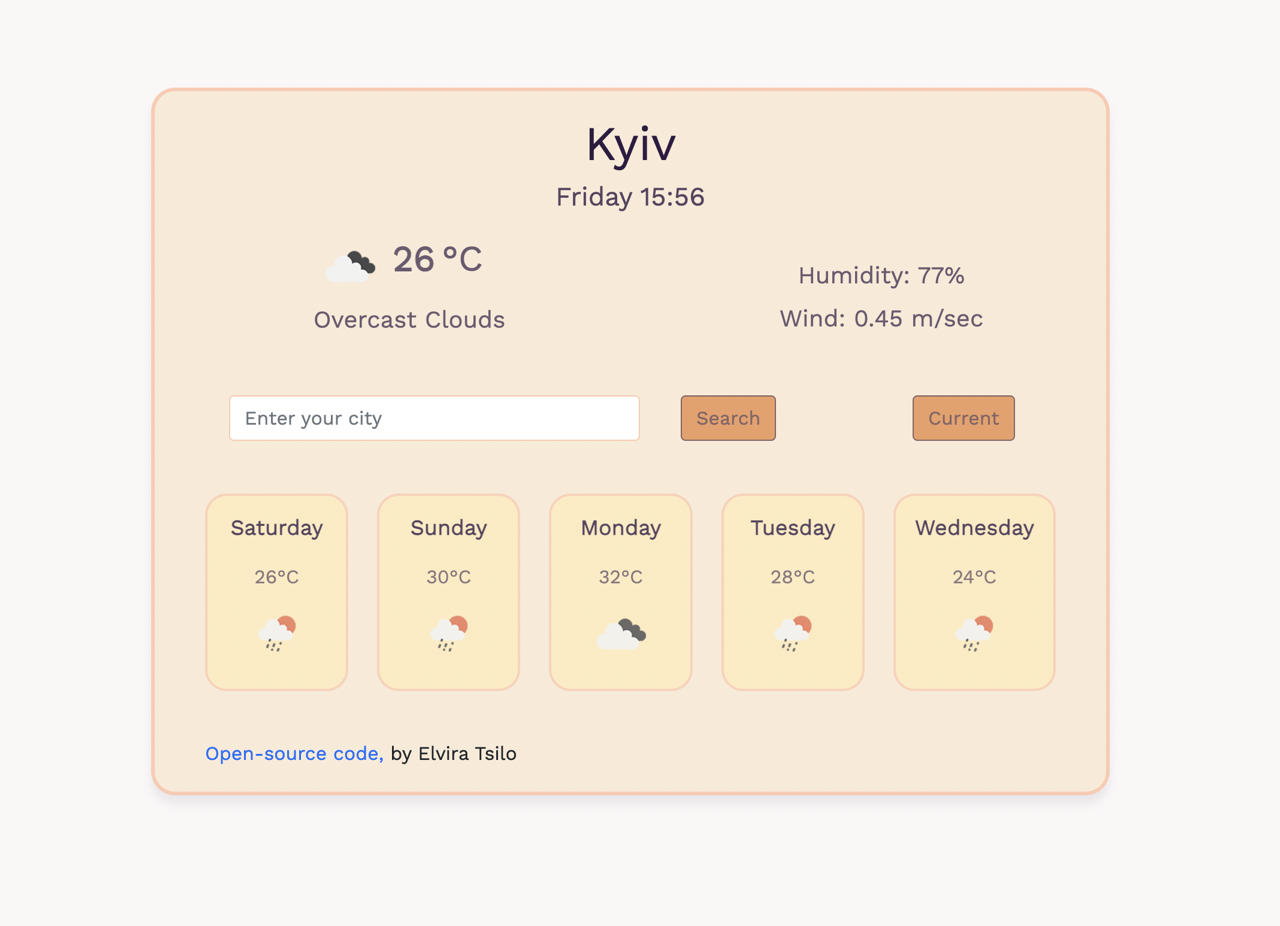 Kyiv
Friday 15:56
26 °C
Overcast Clouds
Humidity: 77%
Wind: 0.45 m/sec
Enter your city
Search
Current
Saturday
26°C
Sunday
30°C
Monday
32°C
Tuesday
28°C
Wednesday
24°C
Open-source code, by Elvira Tsilo